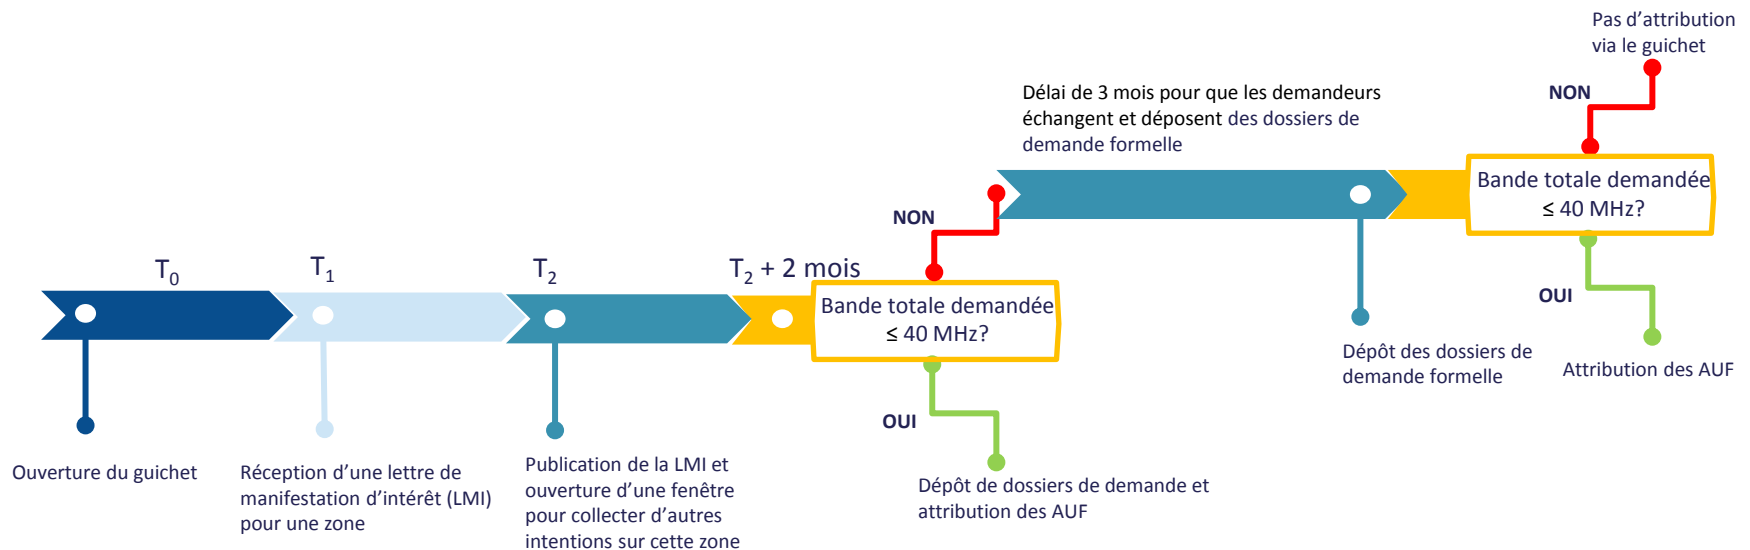 Pas d’attribution
via le guichet
NON
Délai de 3 mois pour que les demandeurs
échangent et déposent des dossiers de
demande formelle
Bande totale demandée
≤ 40 MHz?
NON
OUI
Dépôt des dossiers de
demande formelle
Attribution des AUF
T0
T1
T2
T2 + 2 mois
Bande totale demandée
≤ 40 MHz?
OUI
Ouverture du guichet
Réception d’une lettre de
manifestation d’intérêt (LMI)
pour une zone
Publication de la LMI et
ouverture d’une fenêtre
pour collecter d’autres
intentions sur cette zone
Dépôt de dossiers de demande et
attribution des AUF